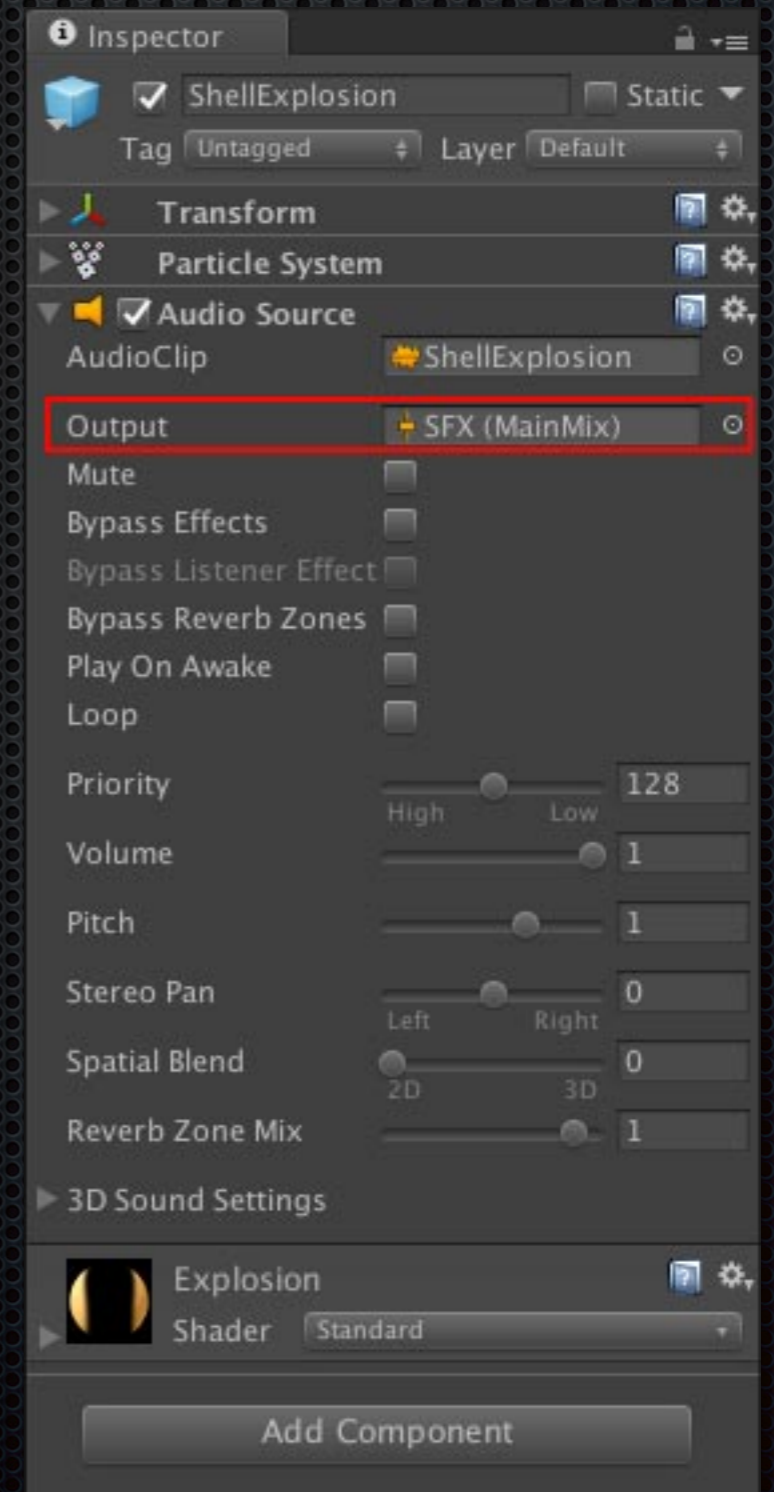 Inspector
ShellExplosion Static
Tag Untagged Layer Default
Transform
Particle System
Audio Source
AudioClip ShellExplosion
Output SFX (MainMix)
Mute
Bypass Effects
Bypass Listener Effect
Bypass Reverb Zones
Play On Awake
Loop
Priority 128
High Low
Volume 1
Pitch 1
Stereo Pan 0
Left Right
Spatial Blend 0
2D 3D
Reverb Zone Mix 1
3D Sound Settings
Explosion
Shader Standard
Add Component